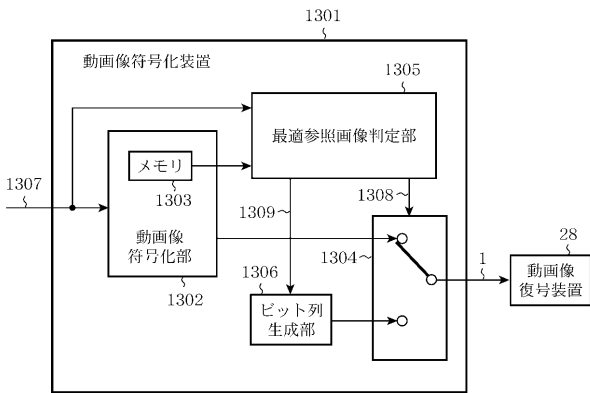 1301
動画像符号化装置
1305
最適参照画像判定部
メモリ
1303
1307
動画像
符号化部
1302
1308
1309
1304
1306
ビット列
生成部
1
28
動画像
復号装置